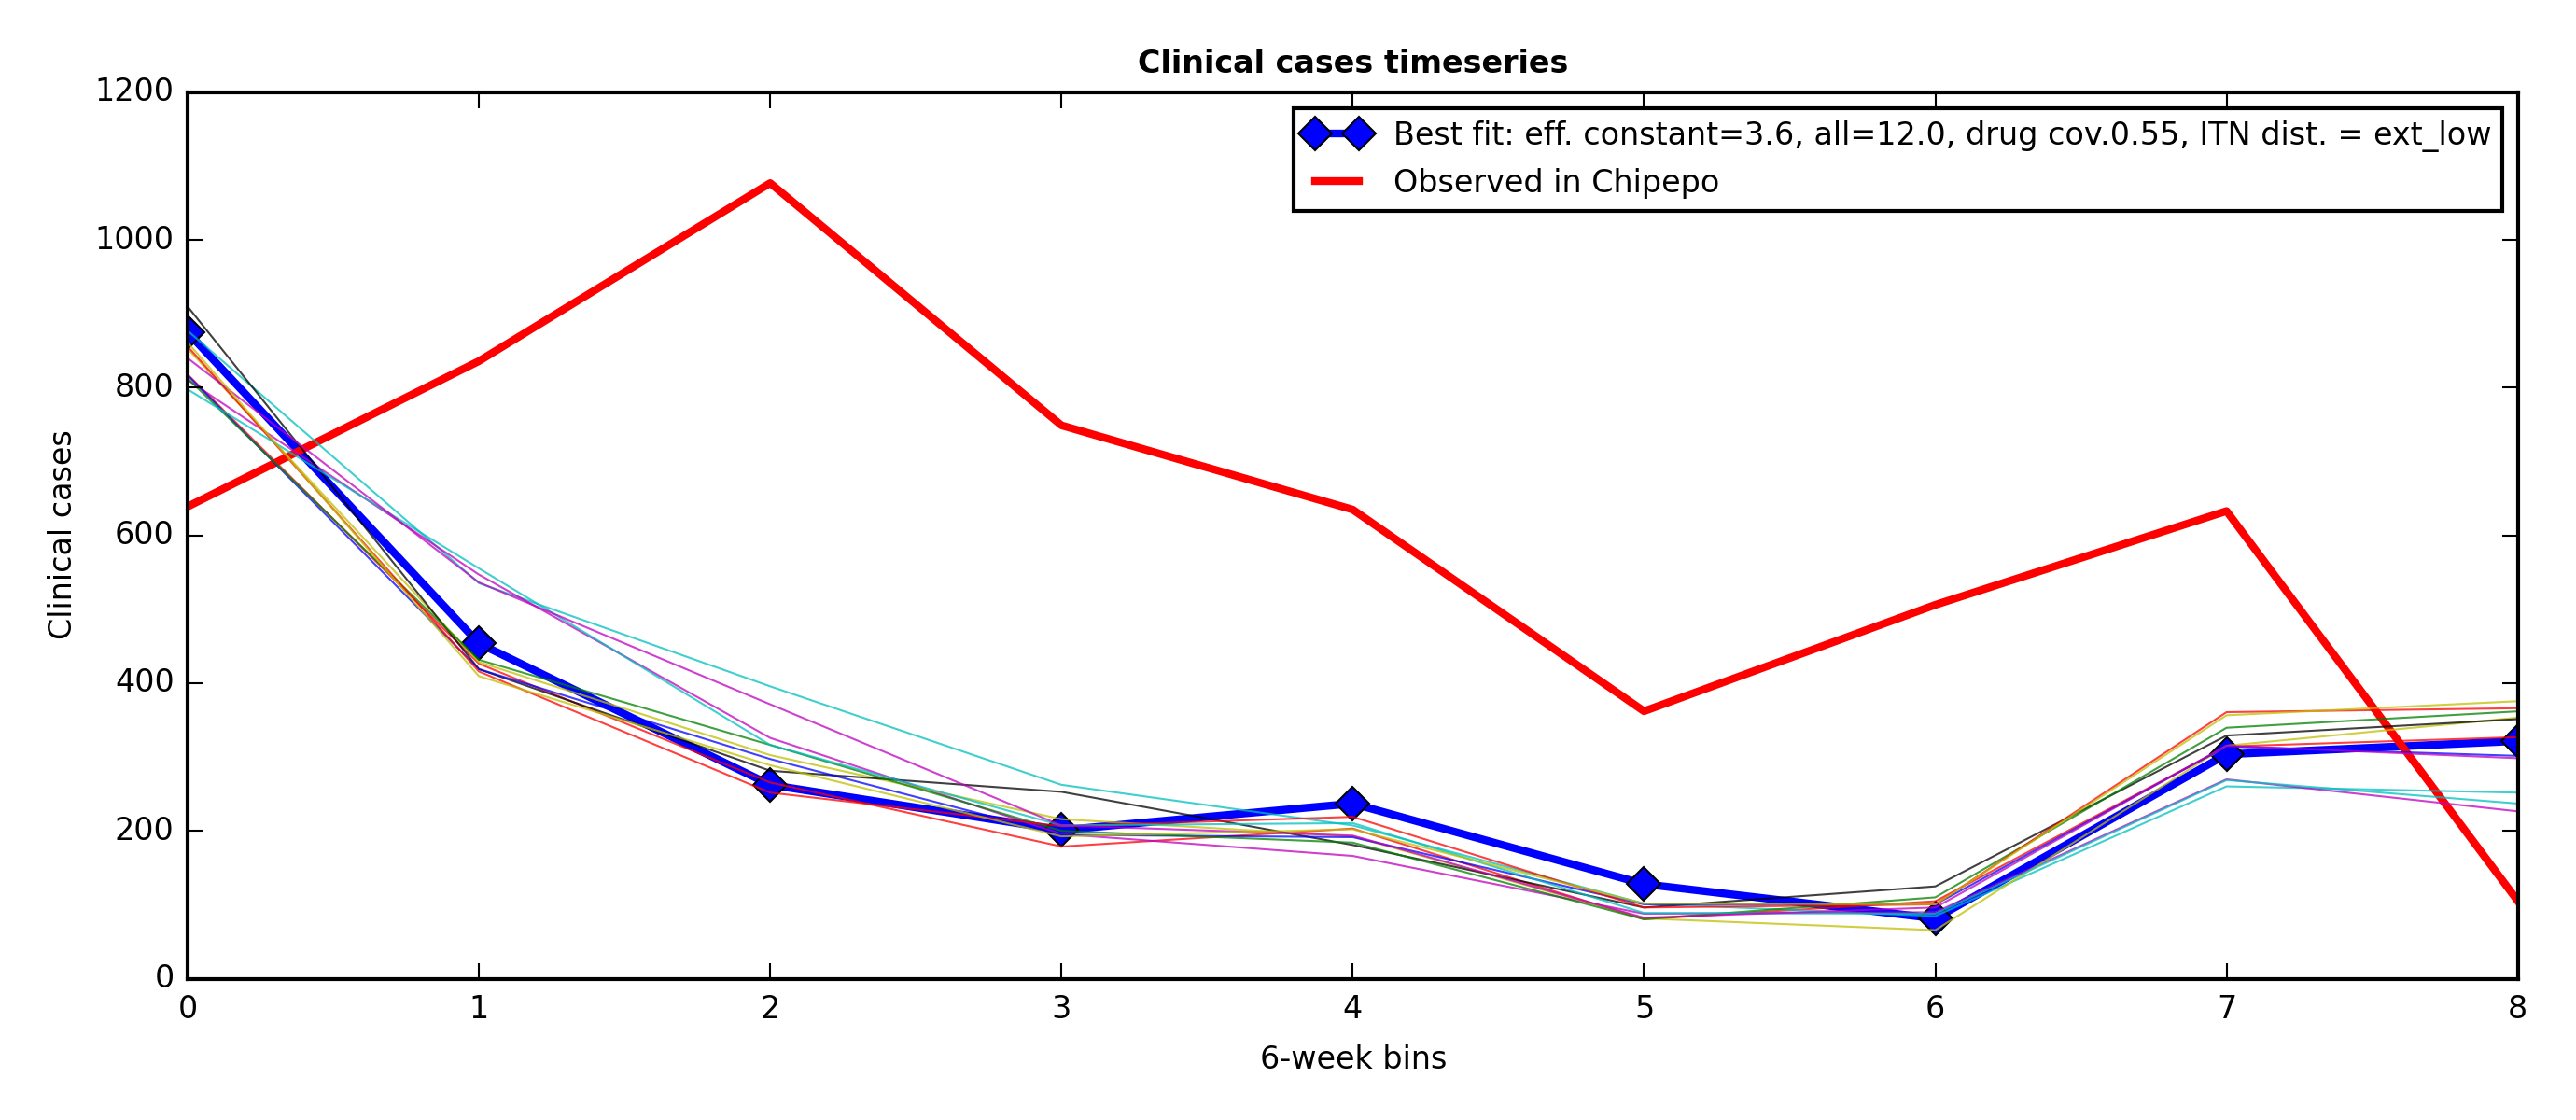 Clinical cases timeseries
1200
1000
800
600
400
200
0
Clinical cases
Best fit: eff. constant=3.6, all=12.0, drug cov.0.55, ITN dist. = ext_low
Observed in Chipepo
0 1 2 3 4 5 6 7 8
6-week bins